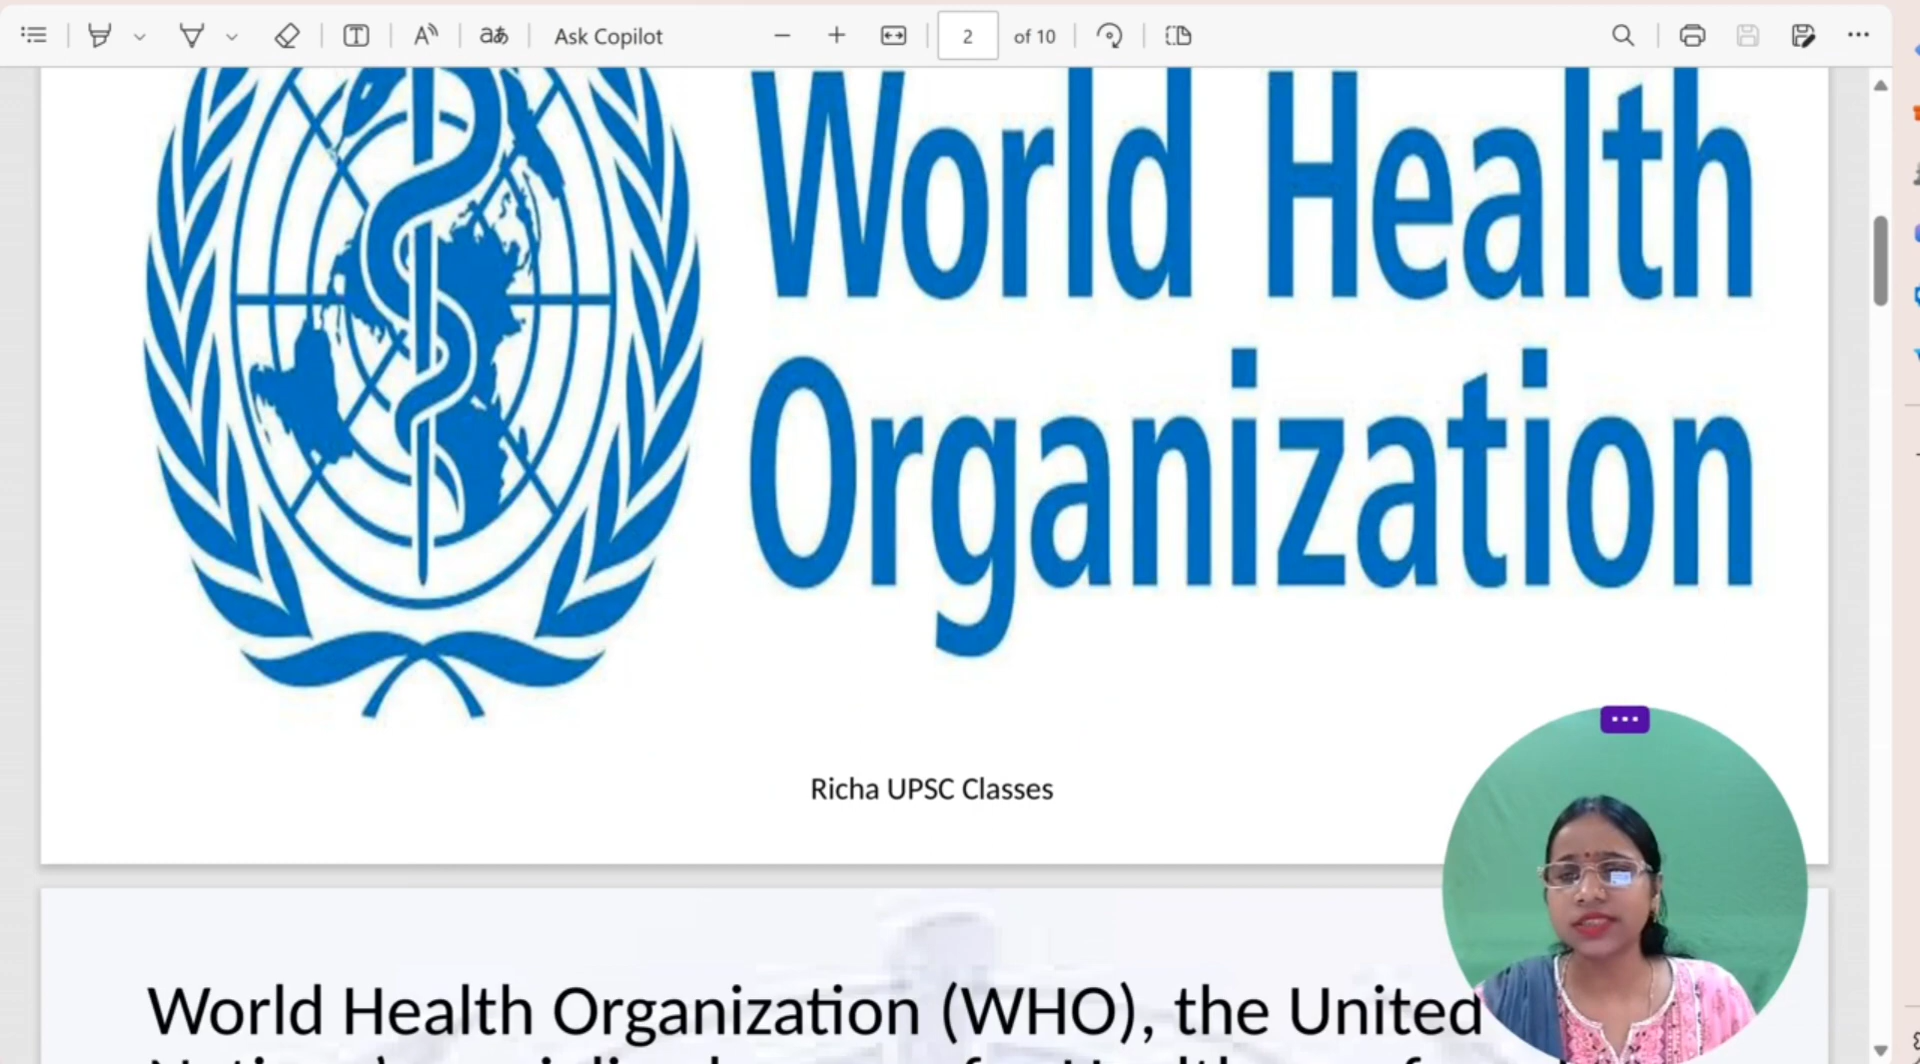 Ask Copilot
2 of 10
World Health
Organization
Richa UPSC Classes
World Health Organization (WHO), the United